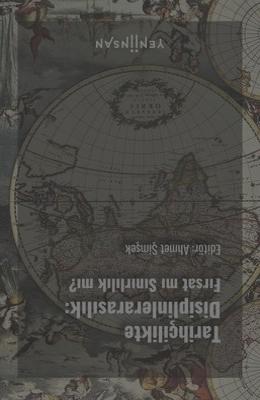 Tarihçilikte
Disiplinlerarasılık:
Fırsat mı Sınırlılık mı?
Editör: Ahmet Şimşek
YENİİNSAN